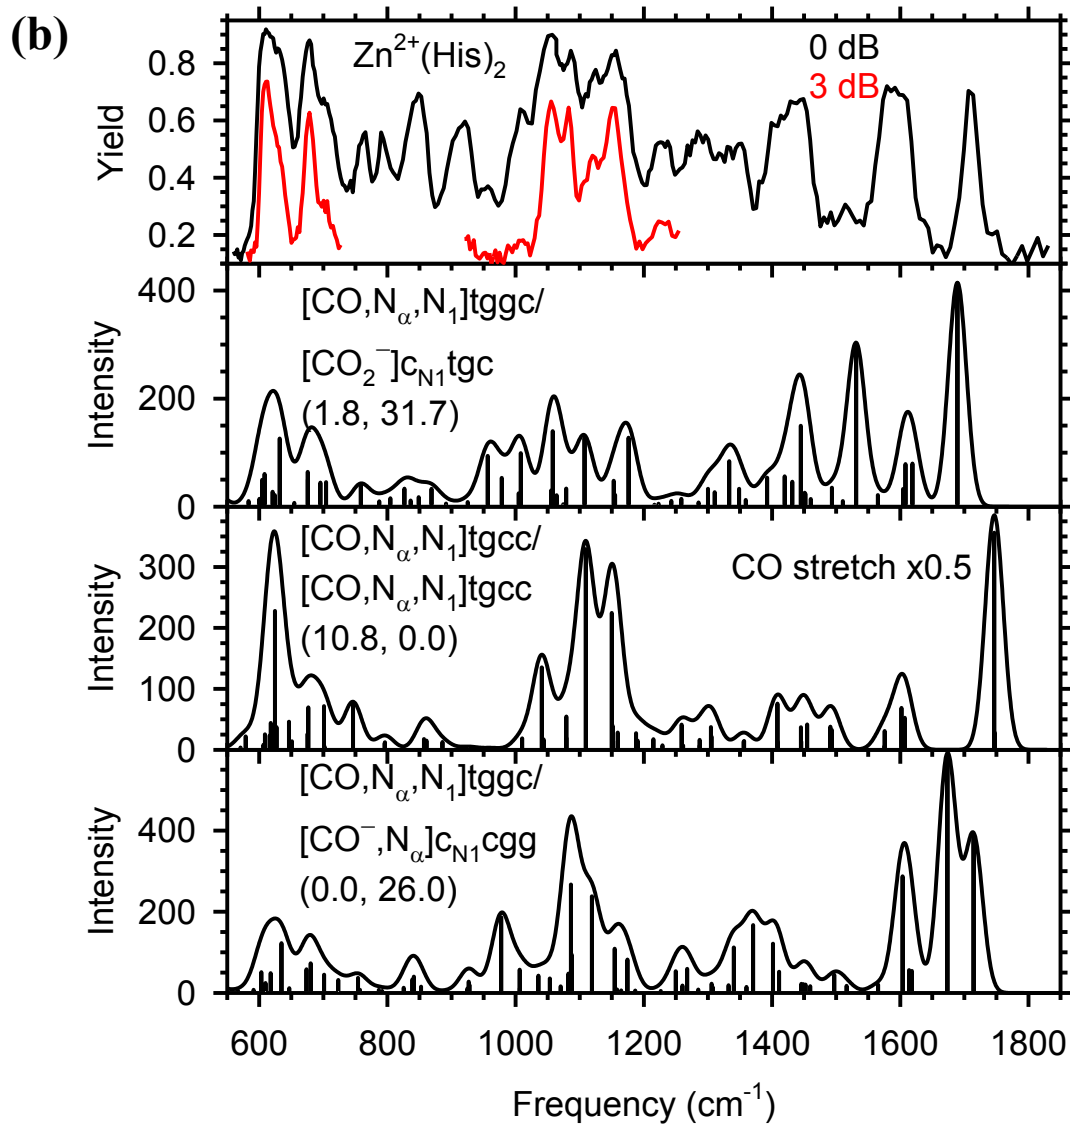 (b)
Zn²⁺(His)₂
0 dB
3 dB
Yield
0.8
0.6
0.4
0.2
[CO,Nα,N₁]tggc/
[CO₂⁻]cN1tgc
(1.8, 31.7)
Intensity
400
200
0
[CO,Nα,N₁]tgcc/
[CO,Nα,N₁]tgcc
(10.8, 0.0)
CO stretch x0.5
Intensity
300
200
100
0
[CO,Nα,N₁]tggc/
[CO⁻,Nα]cN1cgg
(0.0, 26.0)
Intensity
400
200
0
600 800 1000 1200 1400 1600 1800
Frequency (cm⁻¹)